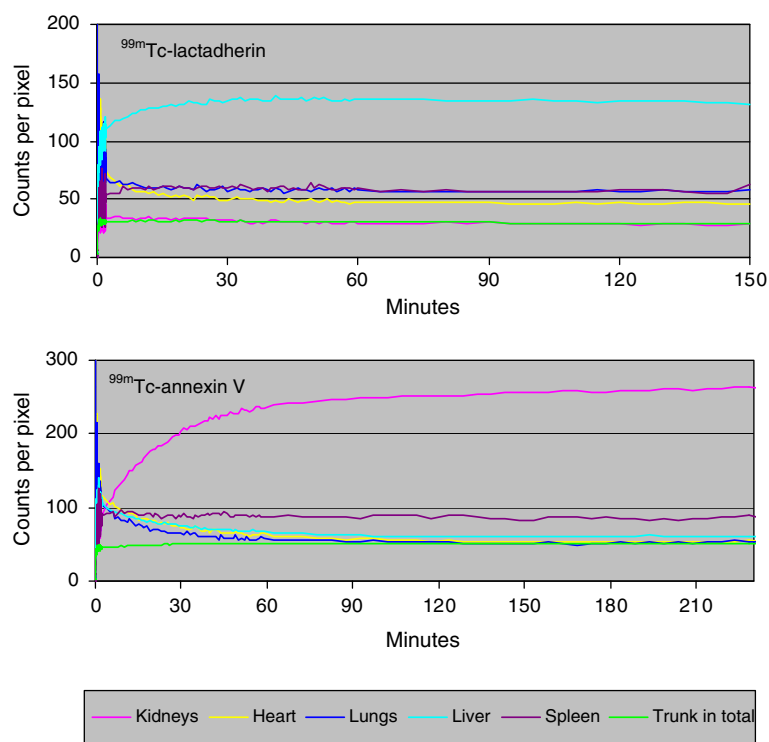 200
99mTc-lactadherin
150
100
50
0
Counts per pixel
0 30 60 90 120 150
Minutes
300
99mTc-annexin V
200
100
0
Counts per pixel
0 30 60 90 120 150 180 210
Minutes
Kidneys Heart Lungs Liver Spleen Trunk in total